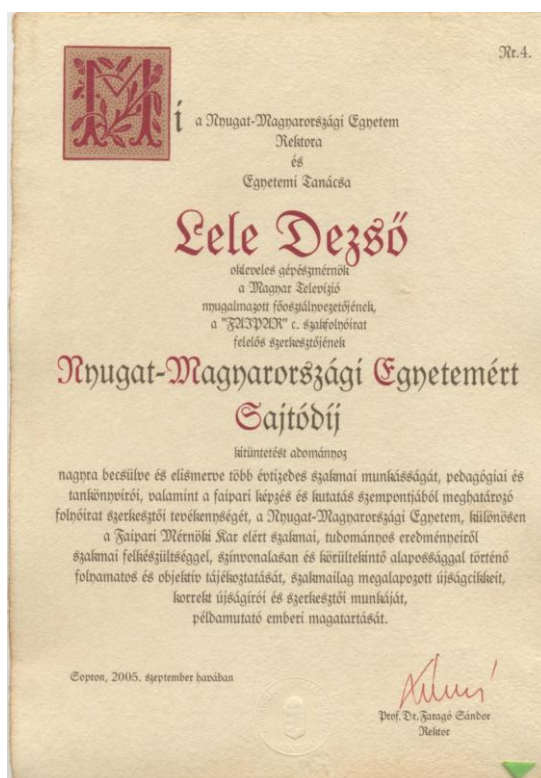 Nr.4.
Mi a Nyugat-Magyarországi Egyetem
Rektora
és
Egyetemi Tanácsa
Lele Dezső
okleveles gépészmérnök
a Magyar Televízió
nyugalmazott főosztályvezetőjének,
a "FAIPAR" c. szakfolyóirat
felelős szerkesztőjének
Nyugat-Magyarországi Egyetemért
Sajtódíj
kitüntetést adományoz
nagyra becsülve és elismerve több évtizedes szakmai munkásságát, pedagógiai és
tankönyvírói, valamint a faipari képzés és kutatás szempontjából meghatározó
folyóirat szerkesztői tevékenységét, a Nyugat-Magyarországi Egyetem, különösen
a Faipari Mérnöki Kar elért szakmai, tudományos eredményeiről
szakmai felkészültséggel, színvonalasan és körültekintő alapossággal történő
folyamatos és objektív tájékoztatását, szakmailag megalapozott újságcikkeit,
korrekt újságírói és szerkesztői munkáját,
példamutató emberi magatartását.
Sopron, 2005. szeptember havában
Prof. Dr. Faragó Sándor
Rektor